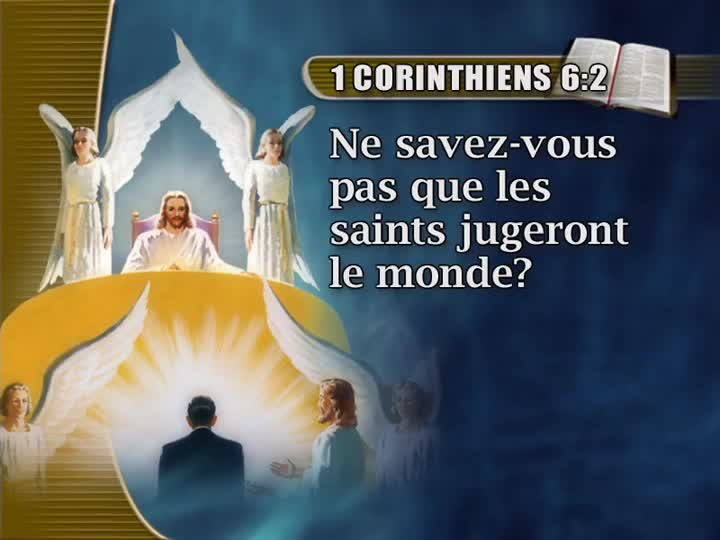 1 CORINTHIENS 6:2
Ne savez-vous
pas que les
saints jugeront
le monde?